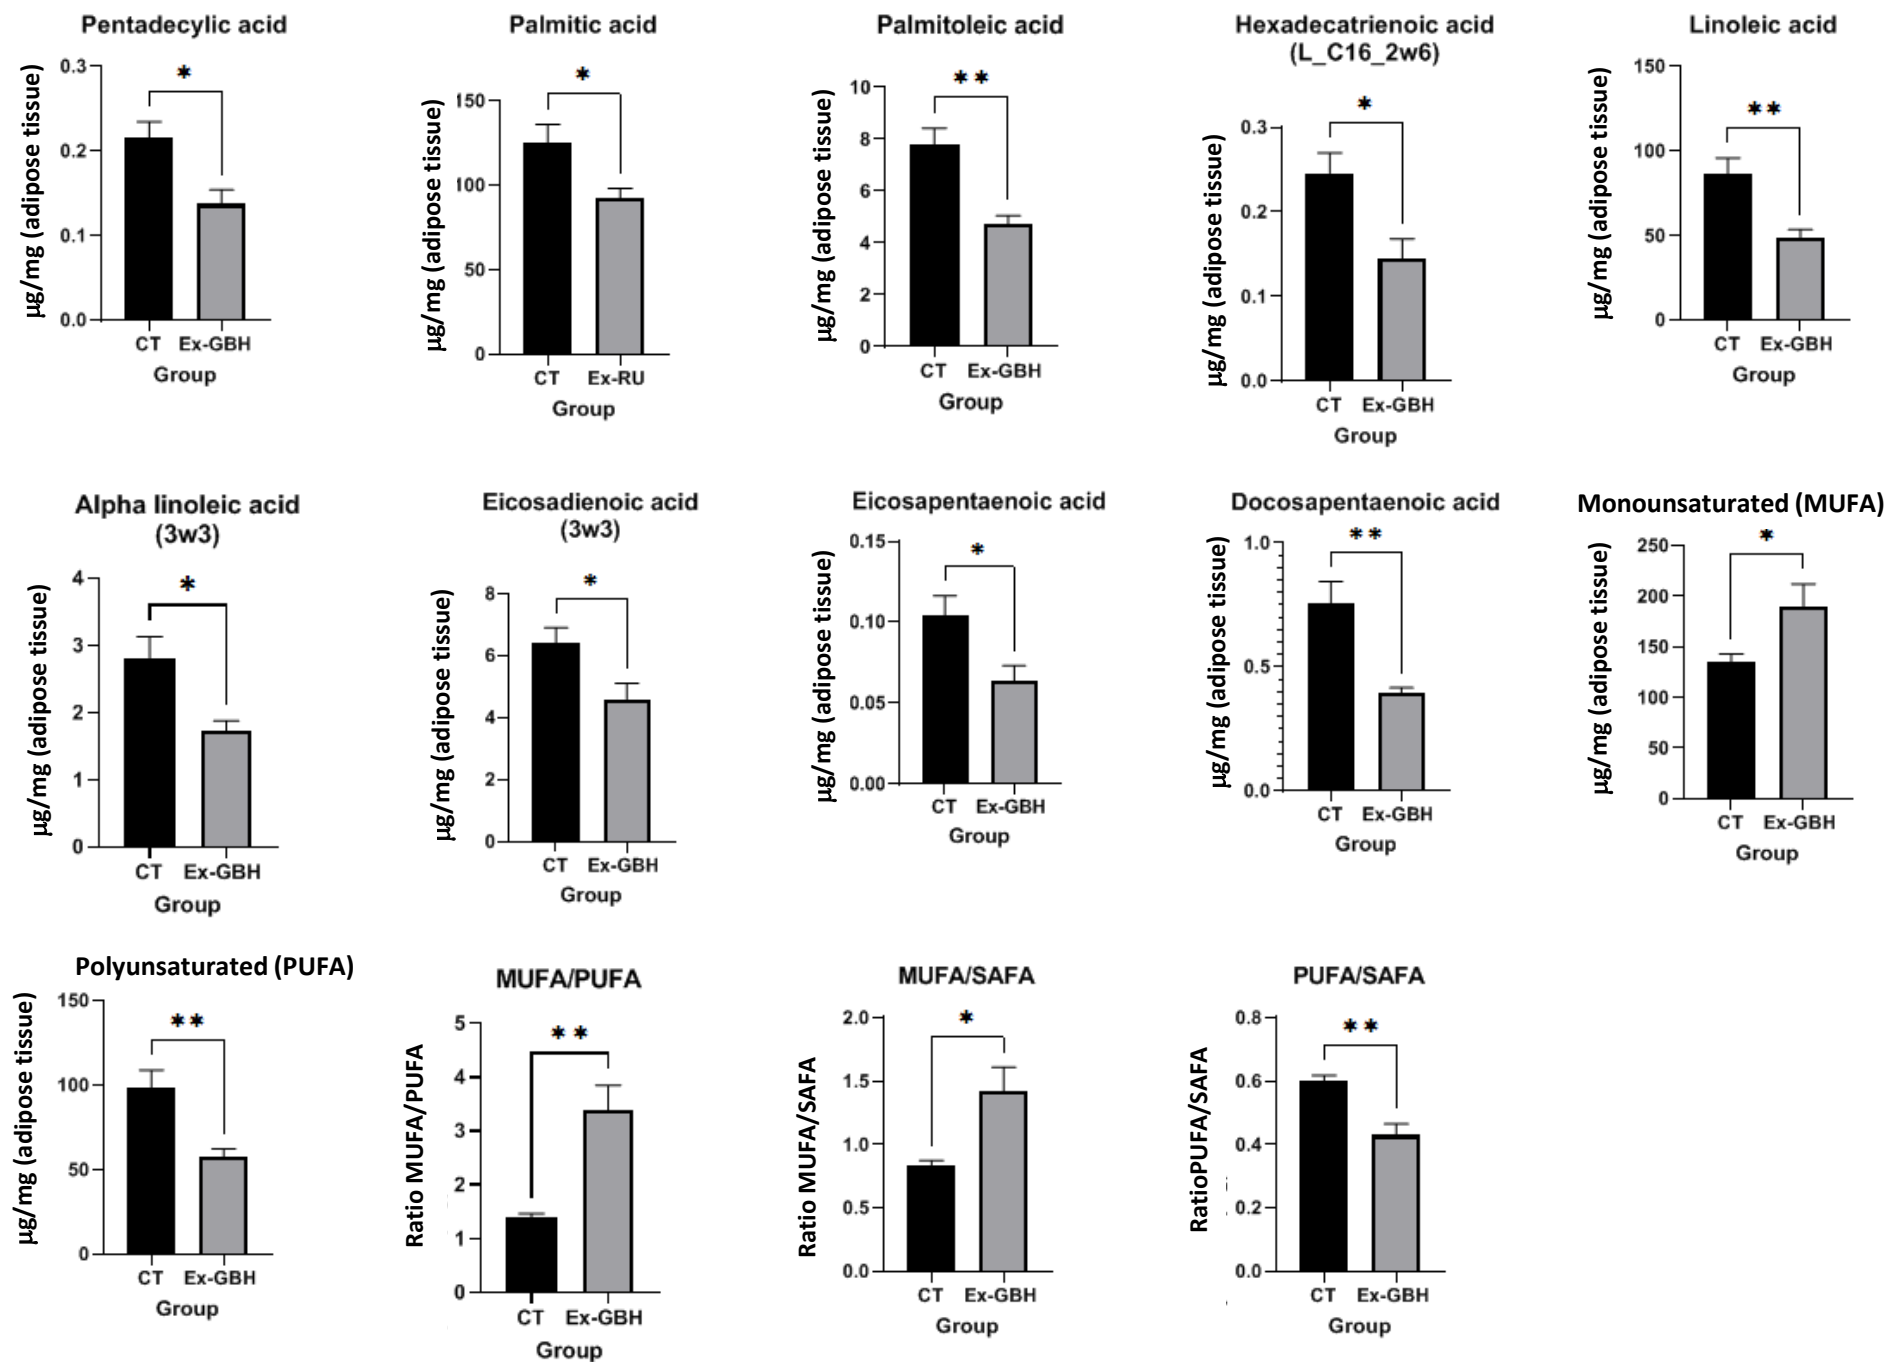 Pentadecylic acid
*
µg/mg (adipose tissue)
0.3
0.2
0.1
0.0
CT Ex-GBH
Group
Palmitic acid
*
µg/mg (adipose tissue)
150
100
50
0
CT Ex-RU
Group
Palmitoleic acid
**
µg/mg (adipose tissue)
10
8
6
4
2
0
CT Ex-GBH
Group
Hexadecatrienoic acid
(L_C16_2w6)
*
µg/mg (adipose tissue)
0.3
0.2
0.1
0.0
CT Ex-GBH
Group
Linoleic acid
**
µg/mg (adipose tissue)
150
100
50
0
CT Ex-GBH
Group
Alpha linoleic acid
(3w3)
*
µg/mg (adipose tissue)
4
3
2
1
0
CT Ex-GBH
Group
Eicosadienoic acid
(3w3)
*
µg/mg (adipose tissue)
8
6
4
2
0
CT Ex-GBH
Group
Eicosapentaenoic acid
*
µg/mg (adipose tissue)
0.15
0.10
0.05
0.00
CT Ex-GBH
Group
Docosapentaenoic acid
**
µg/mg (adipose tissue)
1.0
0.5
0.0
CT Ex-GBH
Group
Monounsaturated (MUFA)
*
µg/mg (adipose tissue)
250
200
150
100
50
0
CT Ex-GBH
Group
Polyunsaturated (PUFA)
**
µg/mg (adipose tissue)
150
100
50
0
CT Ex-GBH
Group
MUFA/PUFA
**
Ratio MUFA/PUFA
5
4
3
2
1
0
CT Ex-GBH
Group
MUFA/SAFA
*
Ratio MUFA/SAFA
2.0
1.5
1.0
0.5
0.0
CT Ex-GBH
Group
PUFA/SAFA
**
RatioPUFA/SAFA
0.8
0.6
0.4
0.2
0.0
CT Ex-GBH
Group